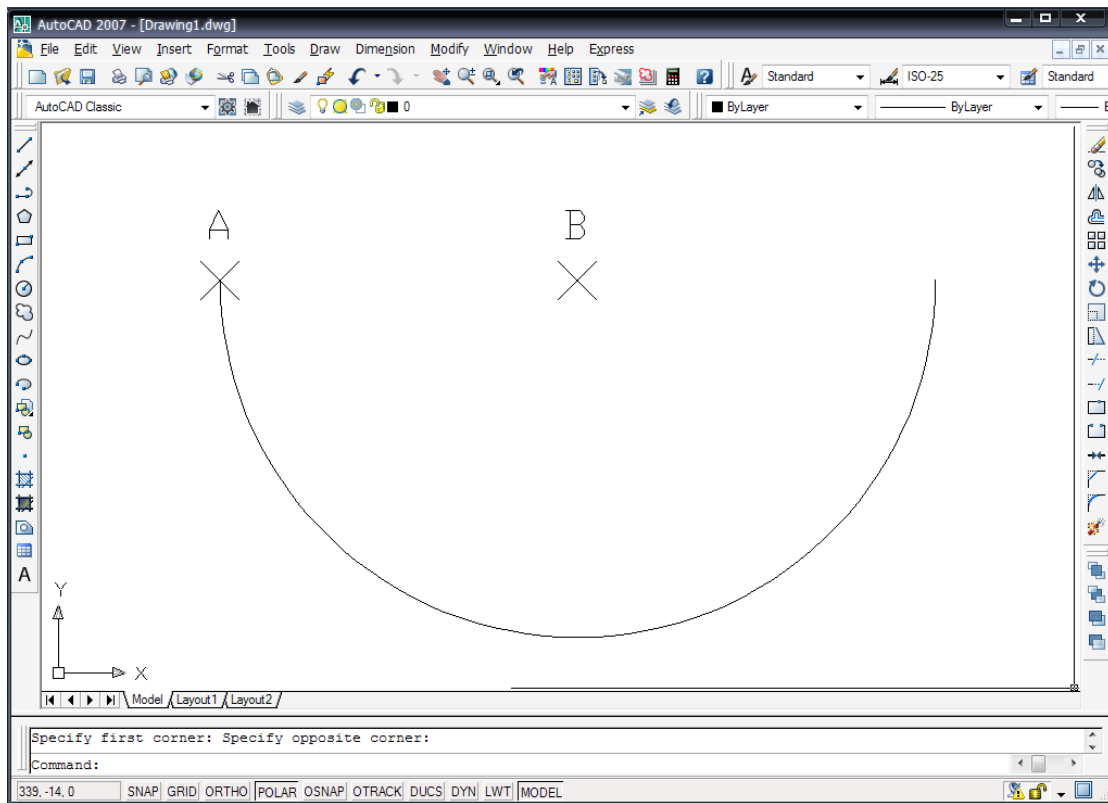 AutoCAD 2007 - [Drawing1.dwg]
File Edit View Insert Format Tools Draw Dimension Modify Window Help Express
Standard ISO-25 Standard
AutoCAD Classic 0 ByLayer ByLayer
A B
A
Y
X
Model Layout1 Layout2
Specify first corner: Specify opposite corner:
Command:
339, -14, 0 SNAP GRID ORTHO POLAR OSNAP OTRACK DUCS DYN LWT MODEL